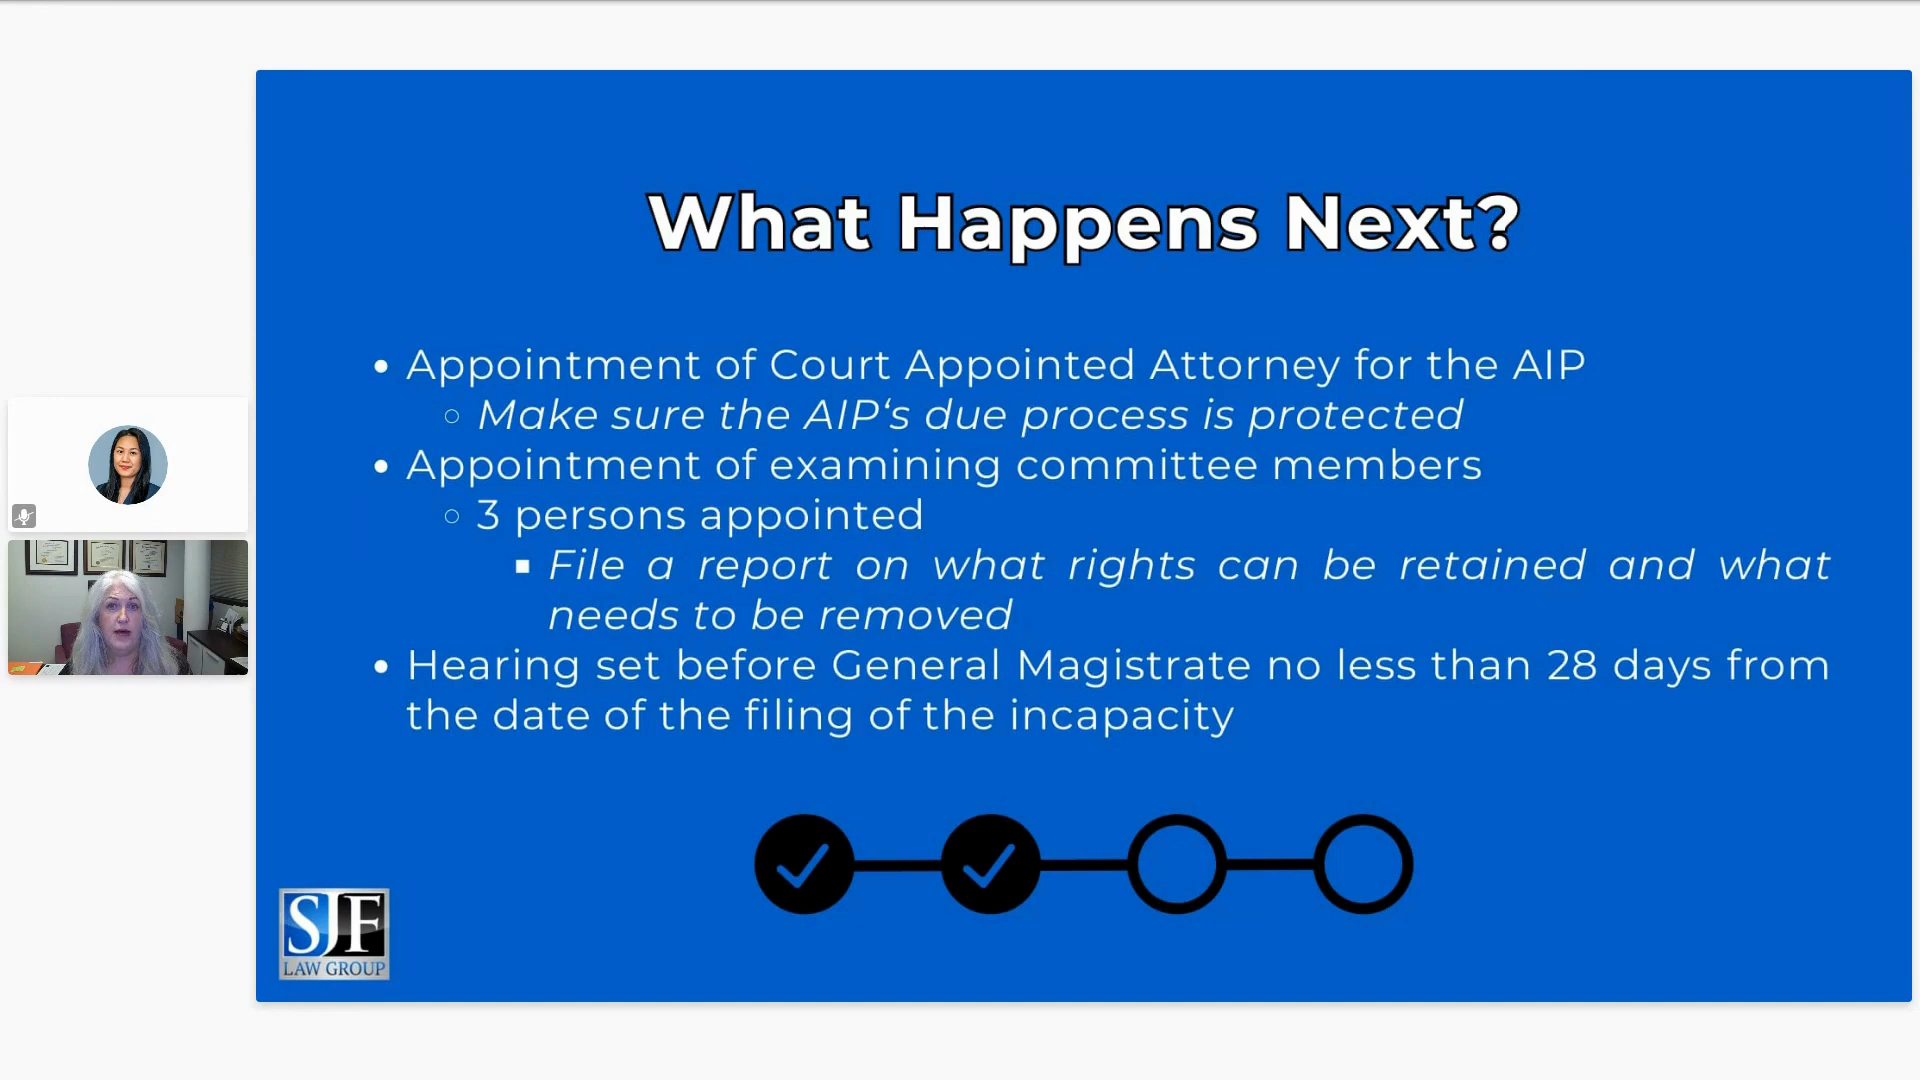 What Happens Next?
Appointment of Court Appointed Attorney for the AIP
Make sure the AIP‘s due process is protected
Appointment of examining committee members
3 persons appointed
File a report on what rights can be retained and what
needs to be removed
Hearing set before General Magistrate no less than 28 days from
the date of the filing of the incapacity
SJF
LAW GROUP